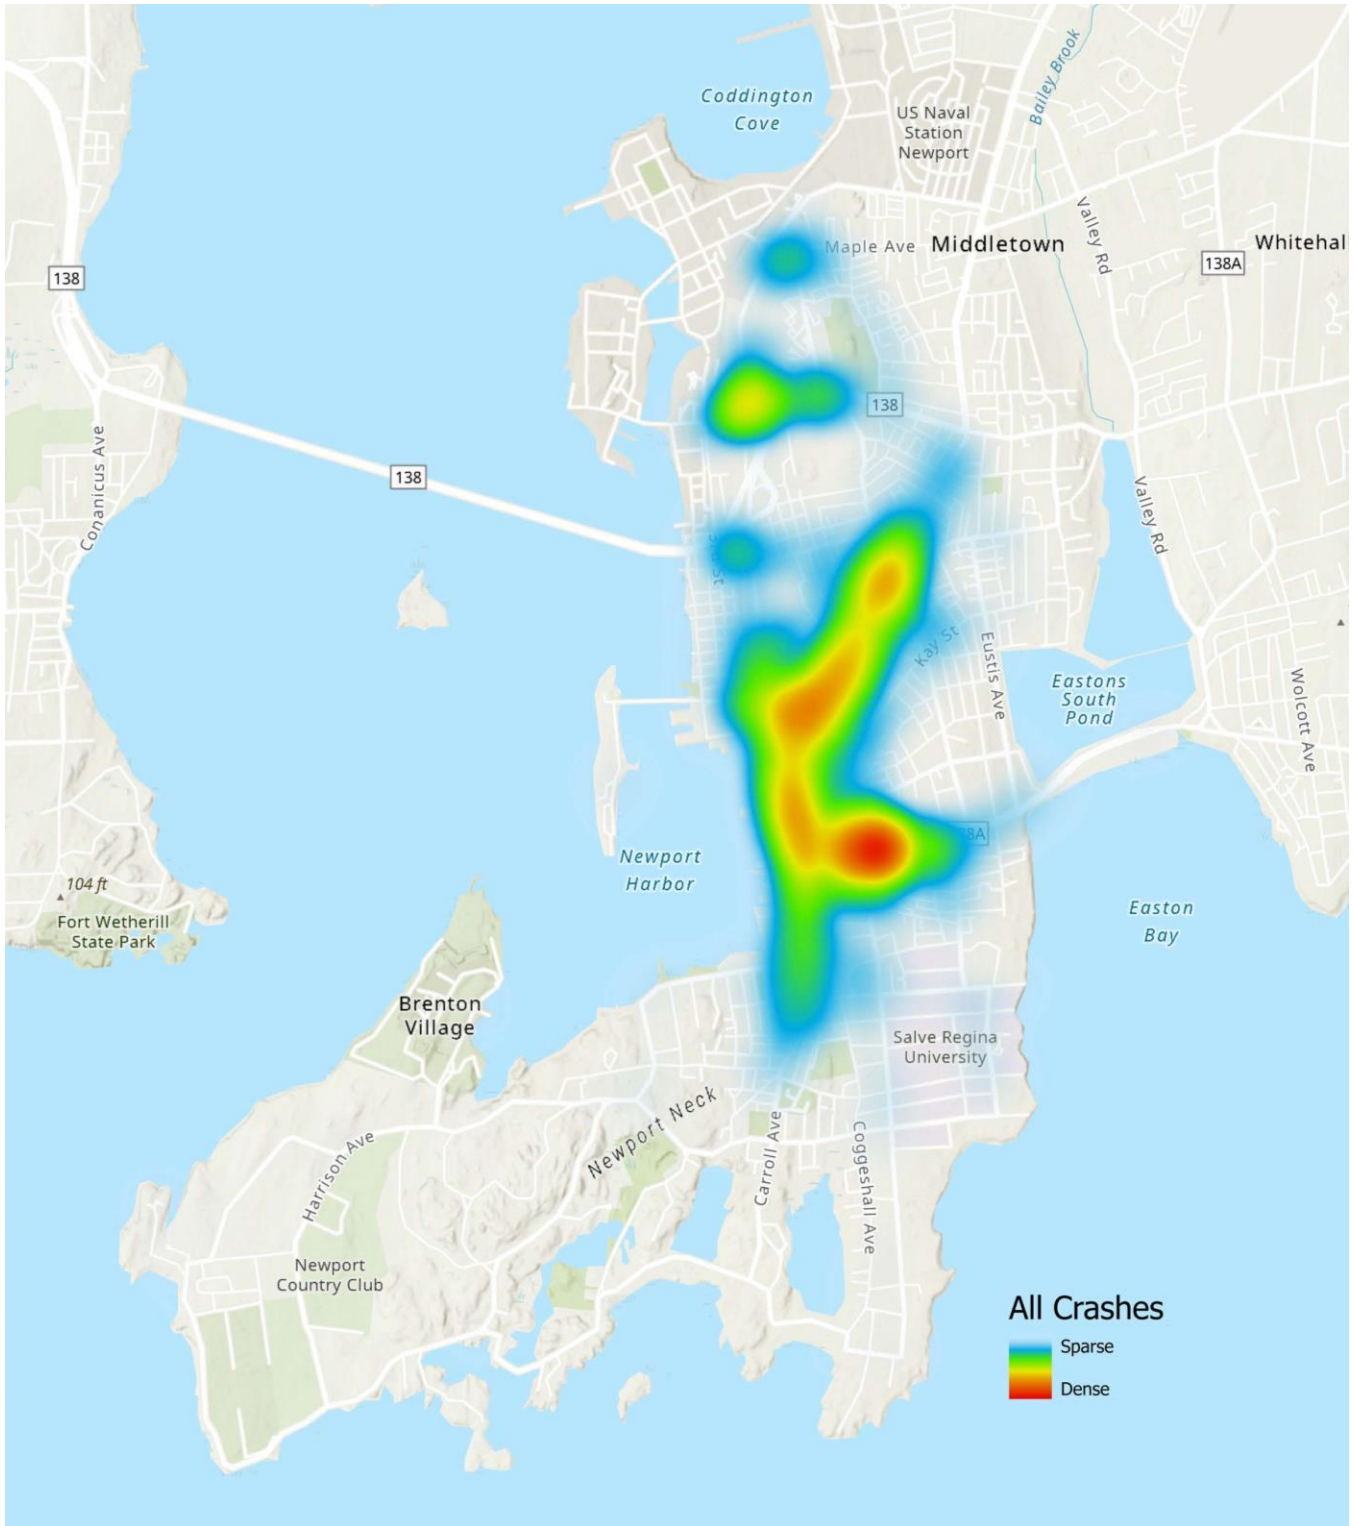 Coddington
Cove
Bailey Brook
US Naval
Station
Newport
Valley Rd
Maple Ave
Middletown
Whitehal
138A
138
138
138
Conanicus Ave
Valley Rd
3rd St
Kay St
Eustis Ave
Eastons
South
Pond
Wolcott Ave
Newport
Harbor
38A
104 ft
Fort Wetherill
State Park
Easton
Bay
Brenton
Village
Salve Regina
University
Newport Neck
Harrison Ave
Carroll Ave
Coggeshall Ave
Newport
Country Club
All Crashes
Sparse
Dense